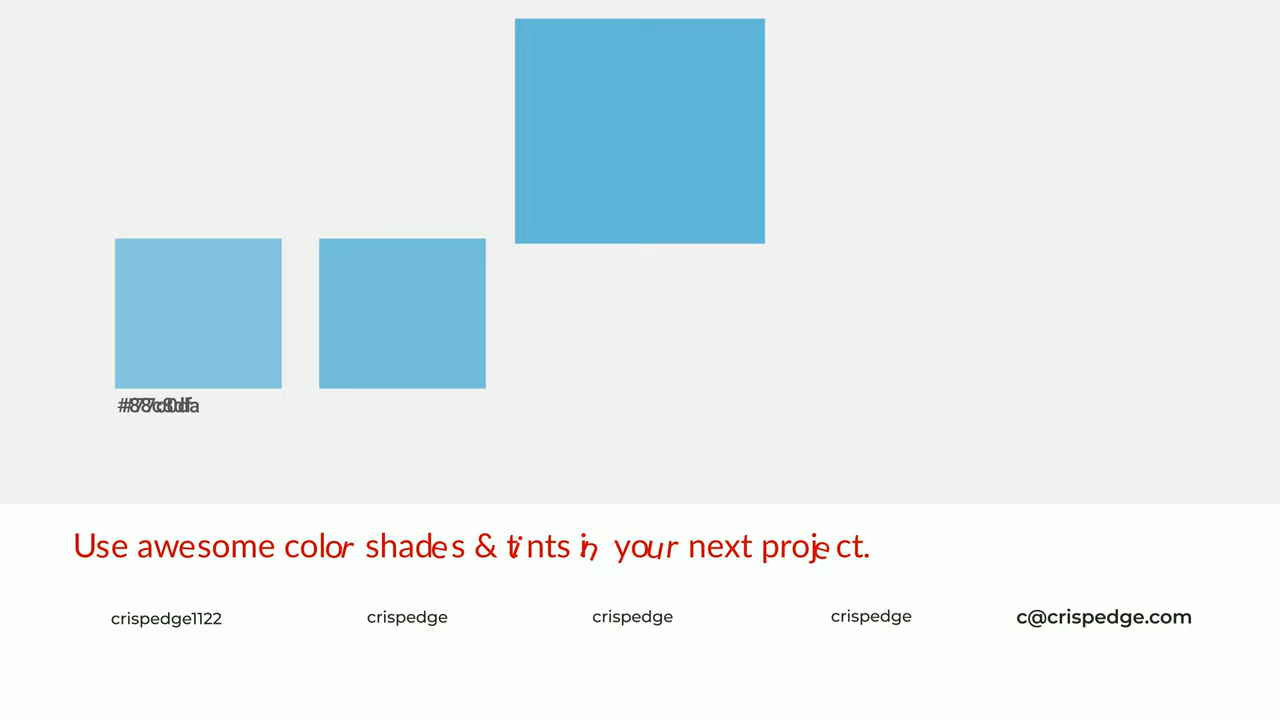 Use awesome color shades & tints in your next project.
crispedge1122 crispedge crispedge crispedge c@crispedge.com